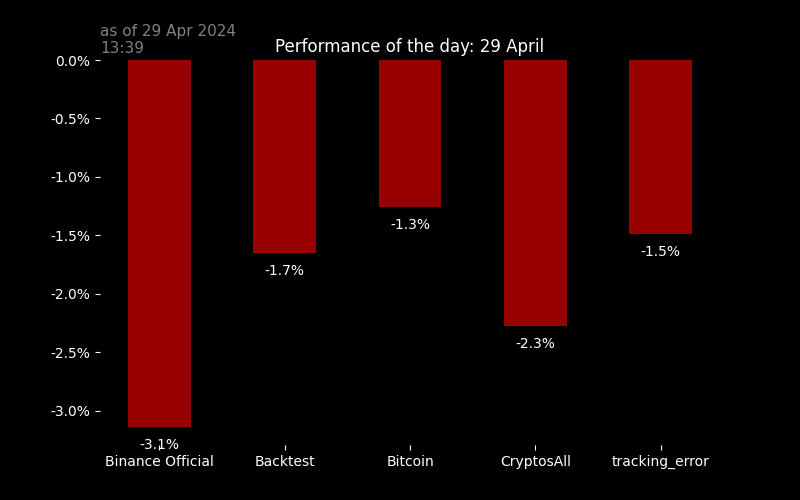 as of 29 Apr 2024
13:39
Performance of the day: 29 April
0.0%
-0.5%
-1.0%
-1.5%
-2.0%
-2.5%
-3.0%
-3.1%
-1.7%
-1.3%
-2.3%
-1.5%
Binance Official
Backtest
Bitcoin
CryptosAll
tracking_error